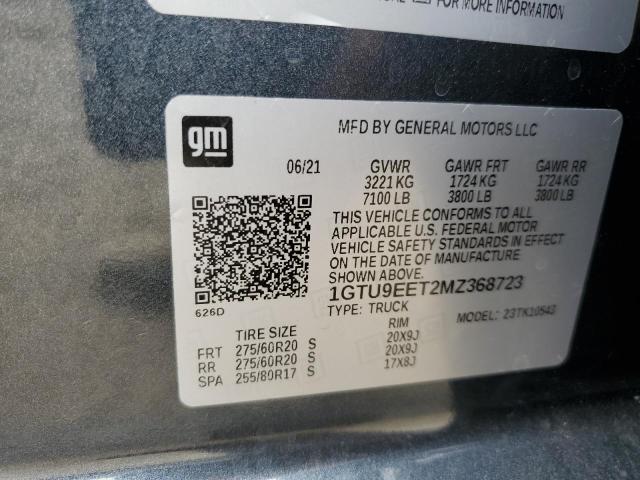 FOR MORE INFORMATION
gm
MFD BY GENERAL MOTORS LLC
06/21 GVWR GAWR FRT GAWR RR
3221 KG 1724 KG 1724 KG
7100 LB 3800 LB 3800 LB
THIS VEHICLE CONFORMS TO ALL
APPLICABLE U.S. FEDERAL MOTOR
VEHICLE SAFETY STANDARDS IN EFFECT
ON THE DATE OF MANUFACTURE
SHOWN ABOVE.
1GTU9EET2MZ368723
626D
TYPE: TRUCK MODEL: 23TK10543
TIRE SIZE RIM
FRT 275/60R20 S 20X9J
RR 275/60R20 S 20X9J
SPA 255/80R17 S 17X8J